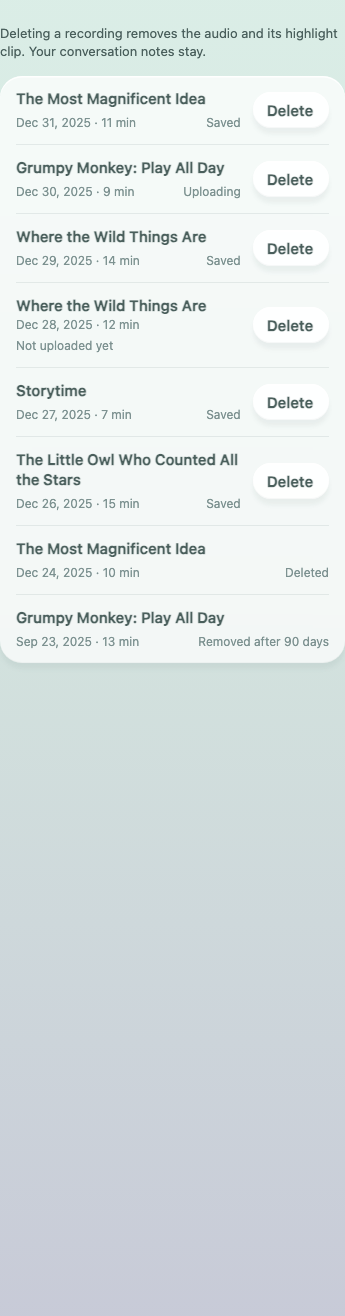 Deleting a recording removes the audio and its highlight
clip. Your conversation notes stay.
The Most Magnificent Idea
Dec 31, 2025 · 11 min
Saved
Delete
Grumpy Monkey: Play All Day
Dec 30, 2025 · 9 min
Uploading
Delete
Where the Wild Things Are
Dec 29, 2025 · 14 min
Saved
Delete
Where the Wild Things Are
Dec 28, 2025 · 12 min
Not uploaded yet
Delete
Storytime
Dec 27, 2025 · 7 min
Saved
Delete
The Little Owl Who Counted All
the Stars
Dec 26, 2025 · 15 min
Saved
Delete
The Most Magnificent Idea
Dec 24, 2025 · 10 min
Deleted
Grumpy Monkey: Play All Day
Sep 23, 2025 · 13 min
Removed after 90 days